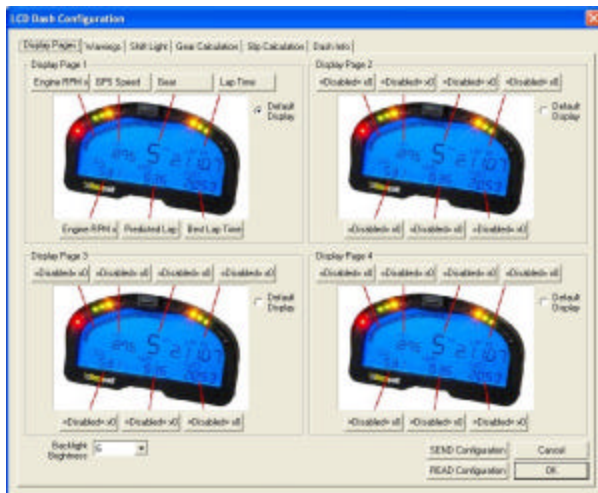 LCD Dash Configuration
Display Pages Warnings Shift Light Gear Calculation Slip Calculation Dash Info
Display Page 1
Engine RPM x GPS Speed Gear Lap Time
Default Display
Engine RPM x Predicted Lap Best Lap Time
Display Page 2
<Disabled> x0 <Disabled> x0 <Disabled> x0 <Disabled> x0
Default Display
<Disabled> x0 <Disabled> x0 <Disabled> x0
Display Page 3
<Disabled> x0 <Disabled> x0 <Disabled> x0 <Disabled> x0
Default Display
<Disabled> x0 <Disabled> x0 <Disabled> x0
Display Page 4
<Disabled> x0 <Disabled> x0 <Disabled> x0 <Disabled> x0
Default Display
<Disabled> x0 <Disabled> x0 <Disabled> x0
Backlight Brightness 6
SEND Configuration Cancel
READ Configuration OK